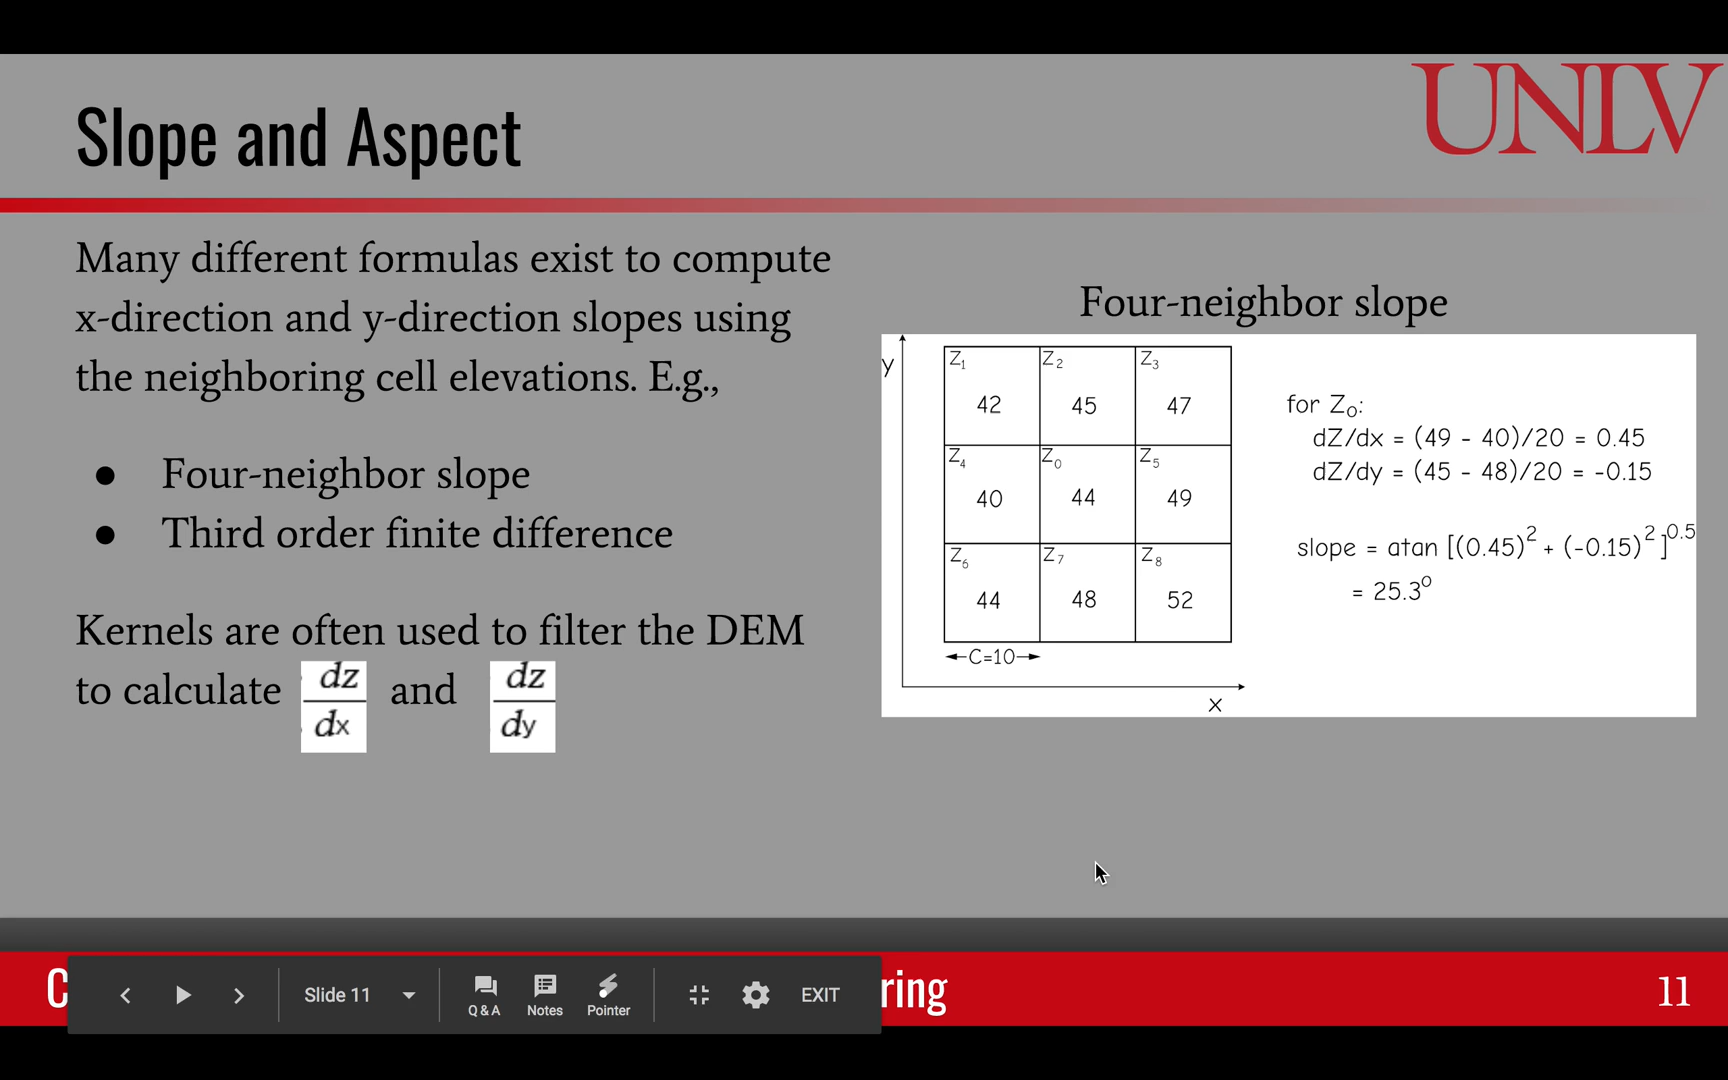 UNLV
Slope and Aspect
Many different formulas exist to compute
x-direction and y-direction slopes using
the neighboring cell elevations. E.g.,
● Four-neighbor slope
● Third order finite difference
Kernels are often used to filter the DEM
to calculate dz/dx and dz/dy
Four-neighbor slope
y
Z₁ Z₂ Z₃
42 45 47
Z₄ Z₀ Z₅
40 44 49
Z₆ Z₇ Z₈
44 48 52
C=10
x
for Z₀:
dZ/dx = (49 - 40)/20 = 0.45
dZ/dy = (45 - 48)/20 = -0.15
slope = atan [(0.45)² + (-0.15)²]^0.5
= 25.3°
C
ring
11
Slide 11
Q & A
Notes
Pointer
EXIT